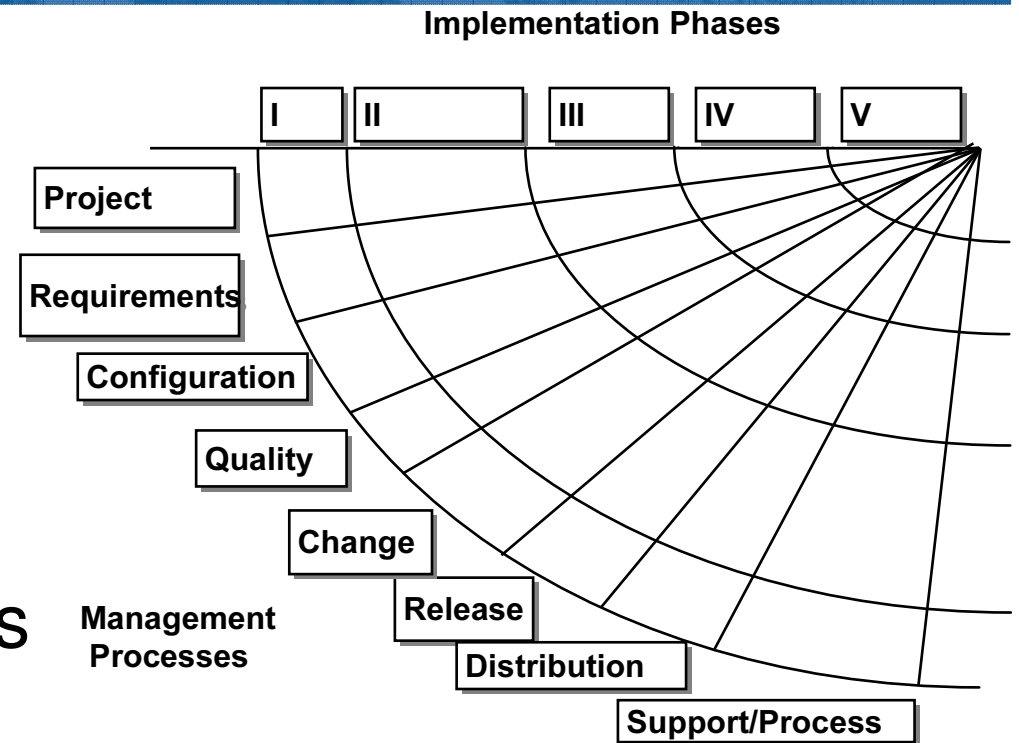 Implementation Phases
I II III IV V
Project
Requirements
Configuration
Quality
Change
Release
s Management
Processes
Distribution
Support/Process